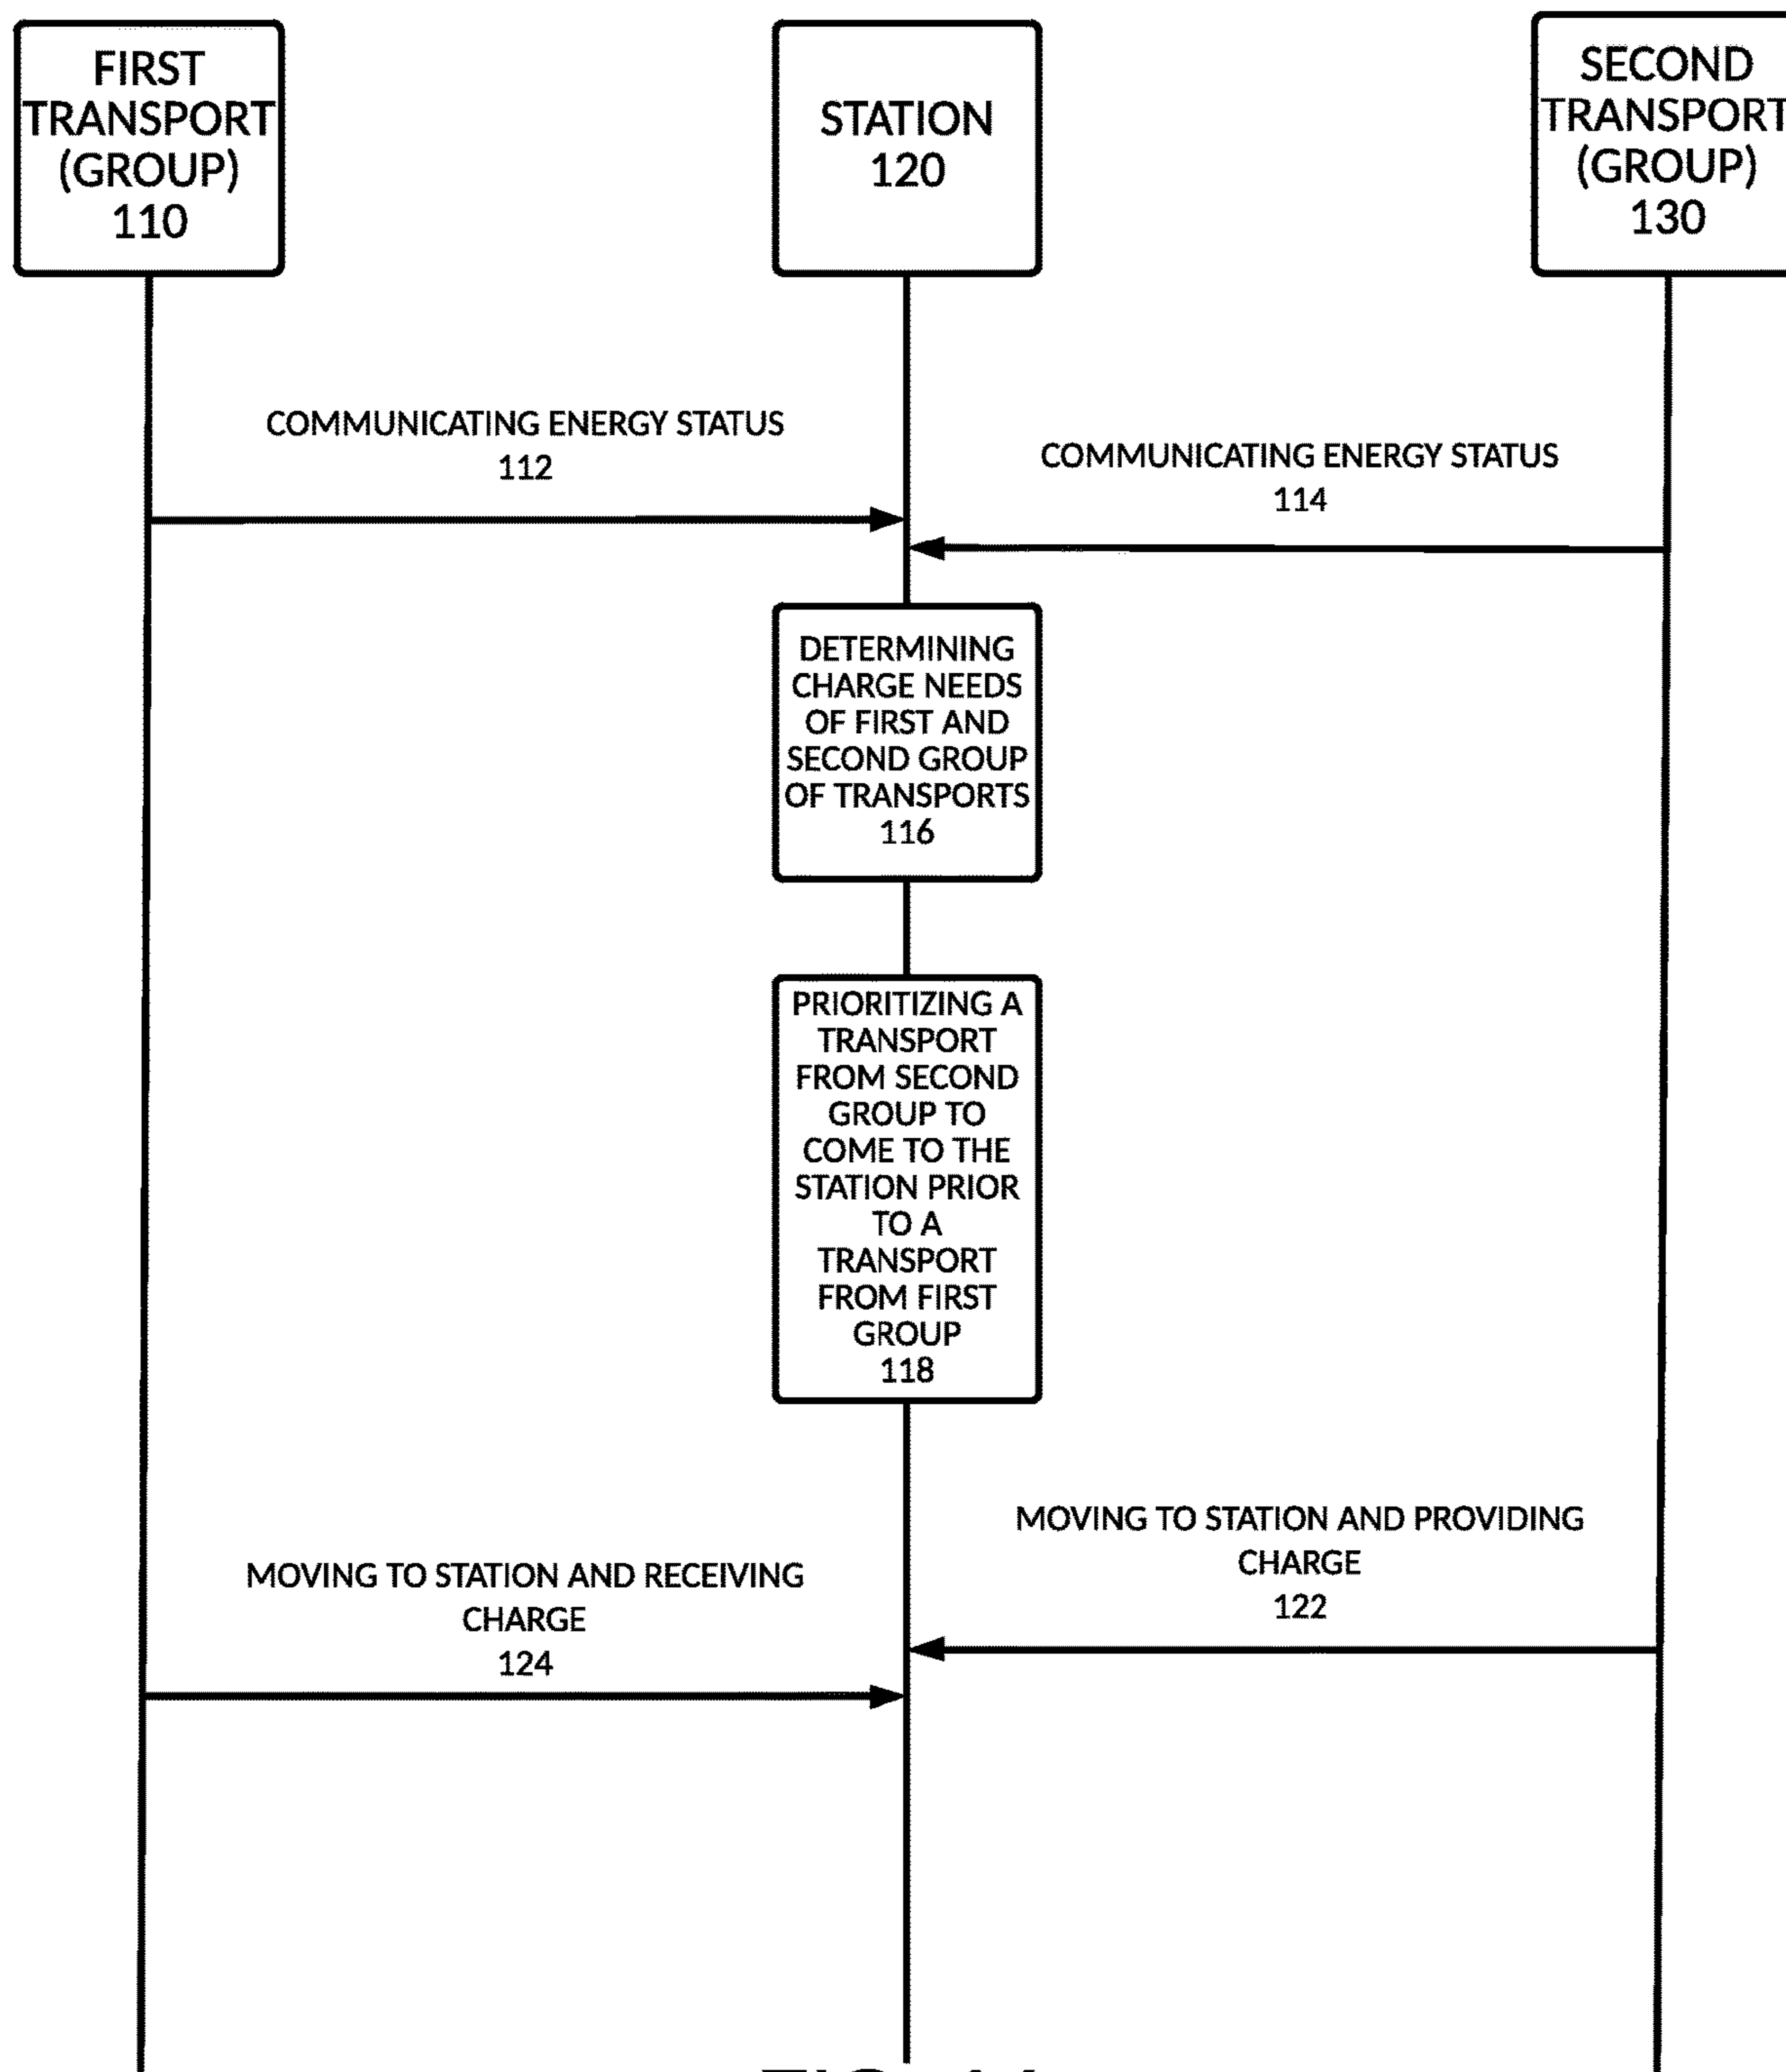 FIRST
TRANSPORT
(GROUP)
110
STATION
120
SECOND
TRANSPORT
(GROUP)
130
COMMUNICATING ENERGY STATUS
112
COMMUNICATING ENERGY STATUS
114
DETERMINING
CHARGE NEEDS
OF FIRST AND
SECOND GROUP
OF TRANSPORTS
116
PRIORITIZING A
TRANSPORT
FROM SECOND
GROUP TO
COME TO THE
STATION PRIOR
TO A
TRANSPORT
FROM FIRST
GROUP
118
MOVING TO STATION AND PROVIDING
CHARGE
122
MOVING TO STATION AND RECEIVING
CHARGE
124